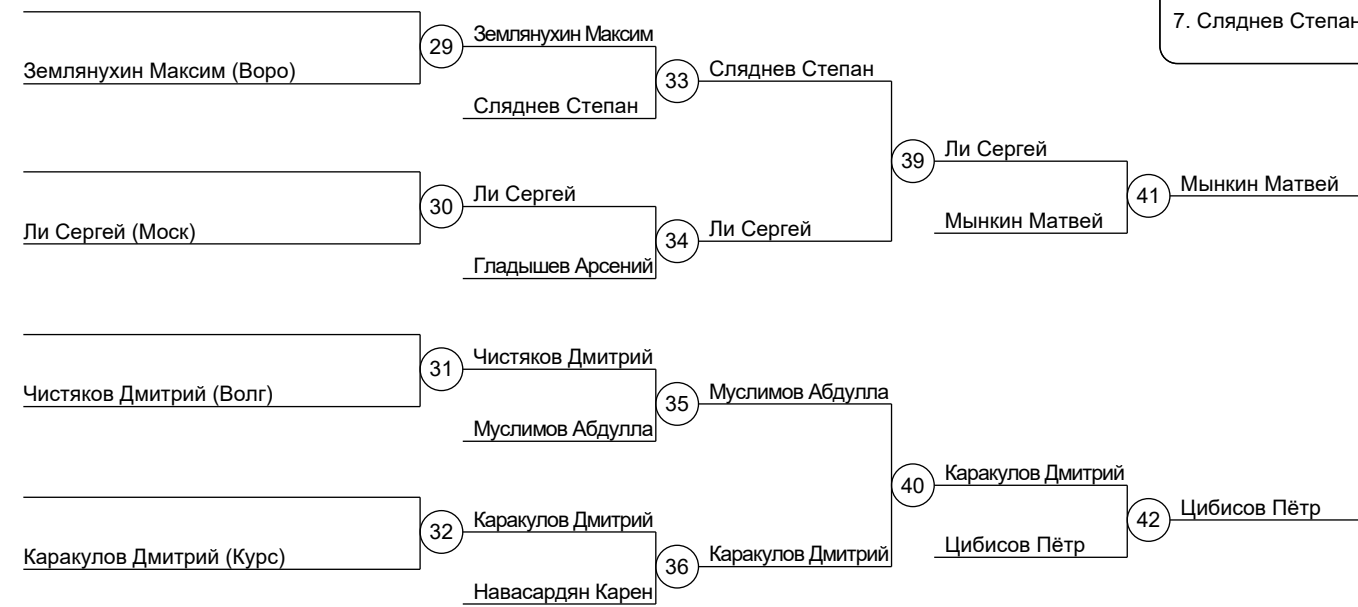 7. Сляднев Степан
29 Землянухин Максим
Землянухин Максим (Воро)
33 Сляднев Степан
Сляднев Степан
39 Ли Сергей
41 Мынкин Матвей
30 Ли Сергей
Мынкин Матвей
Ли Сергей (Моск)
34 Ли Сергей
Гладышев Арсений
31 Чистяков Дмитрий
Чистяков Дмитрий (Волг)
35 Муслимов Абдулла
Муслимов Абдулла
40 Каракулов Дмитрий
42 Цибисов Пётр
32 Каракулов Дмитрий
Цибисов Пётр
Каракулов Дмитрий (Курс)
36 Каракулов Дмитрий
Навасардян Карен